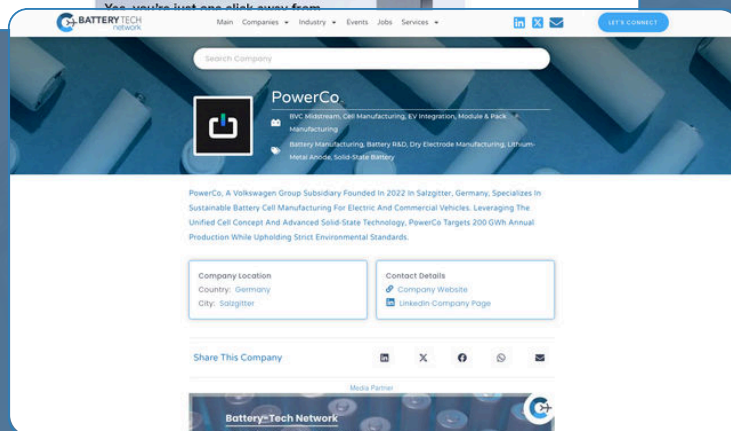 Yes, you're just one click away from
BATTERY TECH
network
Main Companies Industry Events Jobs Services
LET'S CONNECT
Search Company
PowerCo
BVC Midstream, Cell Manufacturing, EV Integration, Module & Pack
Manufacturing
Battery Manufacturing, Battery R&D, Dry Electrode Manufacturing, Lithium-
Metal Anode, Solid-State Battery
PowerCo, A Volkswagen Group Subsidiary Founded In 2022 In Salzgitter, Germany, Specializes In
Sustainable Battery Cell Manufacturing For Electric And Commercial Vehicles. Leveraging The
Unified Cell Concept And Advanced Solid-State Technology, PowerCo Targets 200 GWh Annual
Production While Upholding Strict Environmental Standards.
Company Location
Country: Germany
City: Salzgitter
Contact Details
Company Website
Linkedin Company Page
Share This Company
Media Partner
Battery-Tech Network